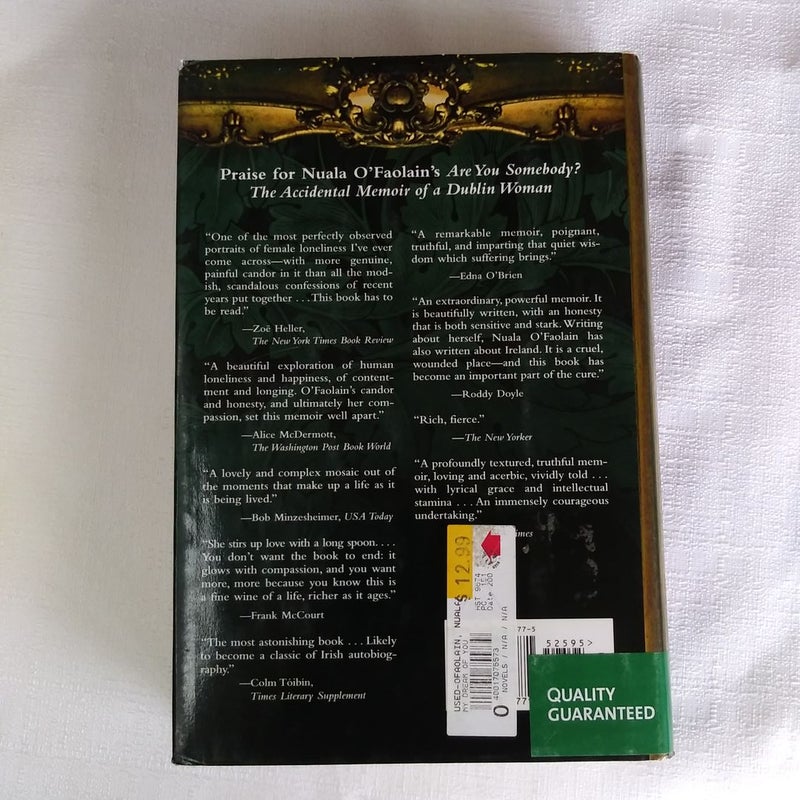 Praise for Nuala O'Faolain's Are You Somebody?
The Accidental Memoir of a Dublin Woman
“One of the most perfectly observed
portraits of female loneliness I've ever
come across—with more genuine,
painful candor in it than all the mod-
ish, scandalous confessions of recent
years put together . . . This book has to
be read.”
—Zoë Heller,
The New York Times Book Review
“A beautiful exploration of human
loneliness and happiness, of content-
ment and longing. O'Faolain's candor
and honesty, and ultimately her com-
passion, set this memoir well apart.”
—Alice McDermott,
The Washington Post Book World
“A lovely and complex mosaic out of
the moments that make up a life as it
is being lived.”
—Bob Minzesheimer, USA Today
“She stirs up love with a long spoon. . . .
You don't want the book to end: it
glows with compassion, and you want
more, more because you know this is
a fine wine of a life, richer as it ages.”
—Frank McCourt
“The most astonishing book . . . Likely
to become a classic of Irish autobiog-
raphy.”
—Colm Tóibin,
Times Literary Supplement
“A remarkable memoir, poignant,
truthful, and imparting that quiet wis-
dom which suffering brings.”
—Edna O'Brien
“An extraordinary, powerful memoir. It
is beautifully written, with an honesty
that is both sensitive and stark. Writing
about herself, Nuala O'Faolain has
also written about Ireland. It is a cruel,
wounded place—and this book has
become an important part of the cure.”
—Roddy Doyle
“Rich, fierce.”
—The New Yorker
“A profoundly textured, truthful mem-
oir, loving and acerbic, vividly told . . .
with lyrical grace and intellectual
stamina . . . An immensely courageous
undertaking.”
imes
$ 12.99
USED-OFAOLAIN, NUALA
MY DREAM OF YOU
NOVELS / N/A / N/A
77-5
52595>
QUALITY
GUARANTEED